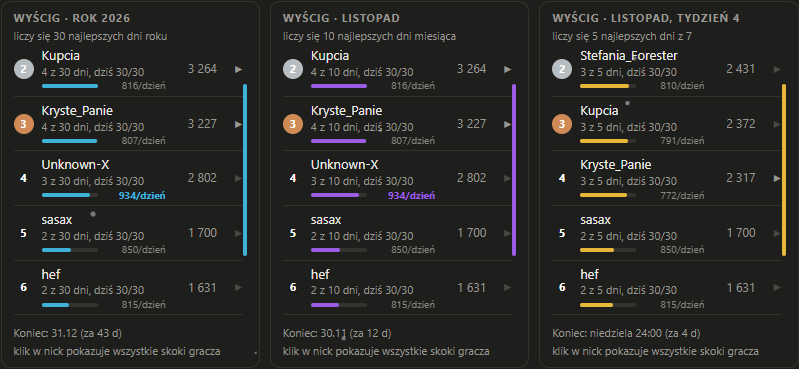 WYŚCIG · ROK 2026
liczy się 30 najlepszych dni roku
2
Kupcia
4 z 30 dni, dziś 30/30
3 264
816/dzień
3
Kryste_Panie
4 z 30 dni, dziś 30/30
3 227
807/dzień
4
Unknown-X
3 z 30 dni, dziś 30/30
2 802
934/dzień
5
sasax
2 z 30 dni, dziś 30/30
1 700
850/dzień
6
hef
2 z 30 dni, dziś 30/30
1 631
815/dzień
Koniec: 31.12 (za 43 d)
klik w nick pokazuje wszystkie skoki gracza
WYŚCIG · LISTOPAD
liczy się 10 najlepszych dni miesiąca
2
Kupcia
4 z 10 dni, dziś 30/30
3 264
816/dzień
3
Kryste_Panie
4 z 10 dni, dziś 30/30
3 227
807/dzień
4
Unknown-X
3 z 10 dni, dziś 30/30
2 802
934/dzień
5
sasax
2 z 10 dni, dziś 30/30
1 700
850/dzień
6
hef
2 z 10 dni, dziś 30/30
1 631
815/dzień
Koniec: 30.11 (za 12 d)
klik w nick pokazuje wszystkie skoki gracza
WYŚCIG · LISTOPAD, TYDZIEŃ 4
liczy się 5 najlepszych dni z 7
2
Stefania_Forester
3 z 5 dni, dziś 30/30
2 431
810/dzień
3
Kupcia
3 z 5 dni, dziś 30/30
2 372
791/dzień
4
Kryste_Panie
3 z 5 dni, dziś 30/30
2 317
772/dzień
5
sasax
2 z 5 dni, dziś 30/30
1 700
850/dzień
6
hef
2 z 5 dni, dziś 30/30
1 631
815/dzień
Koniec: niedziela 24:00 (za 4 d)
klik w nick pokazuje wszystkie skoki gracza